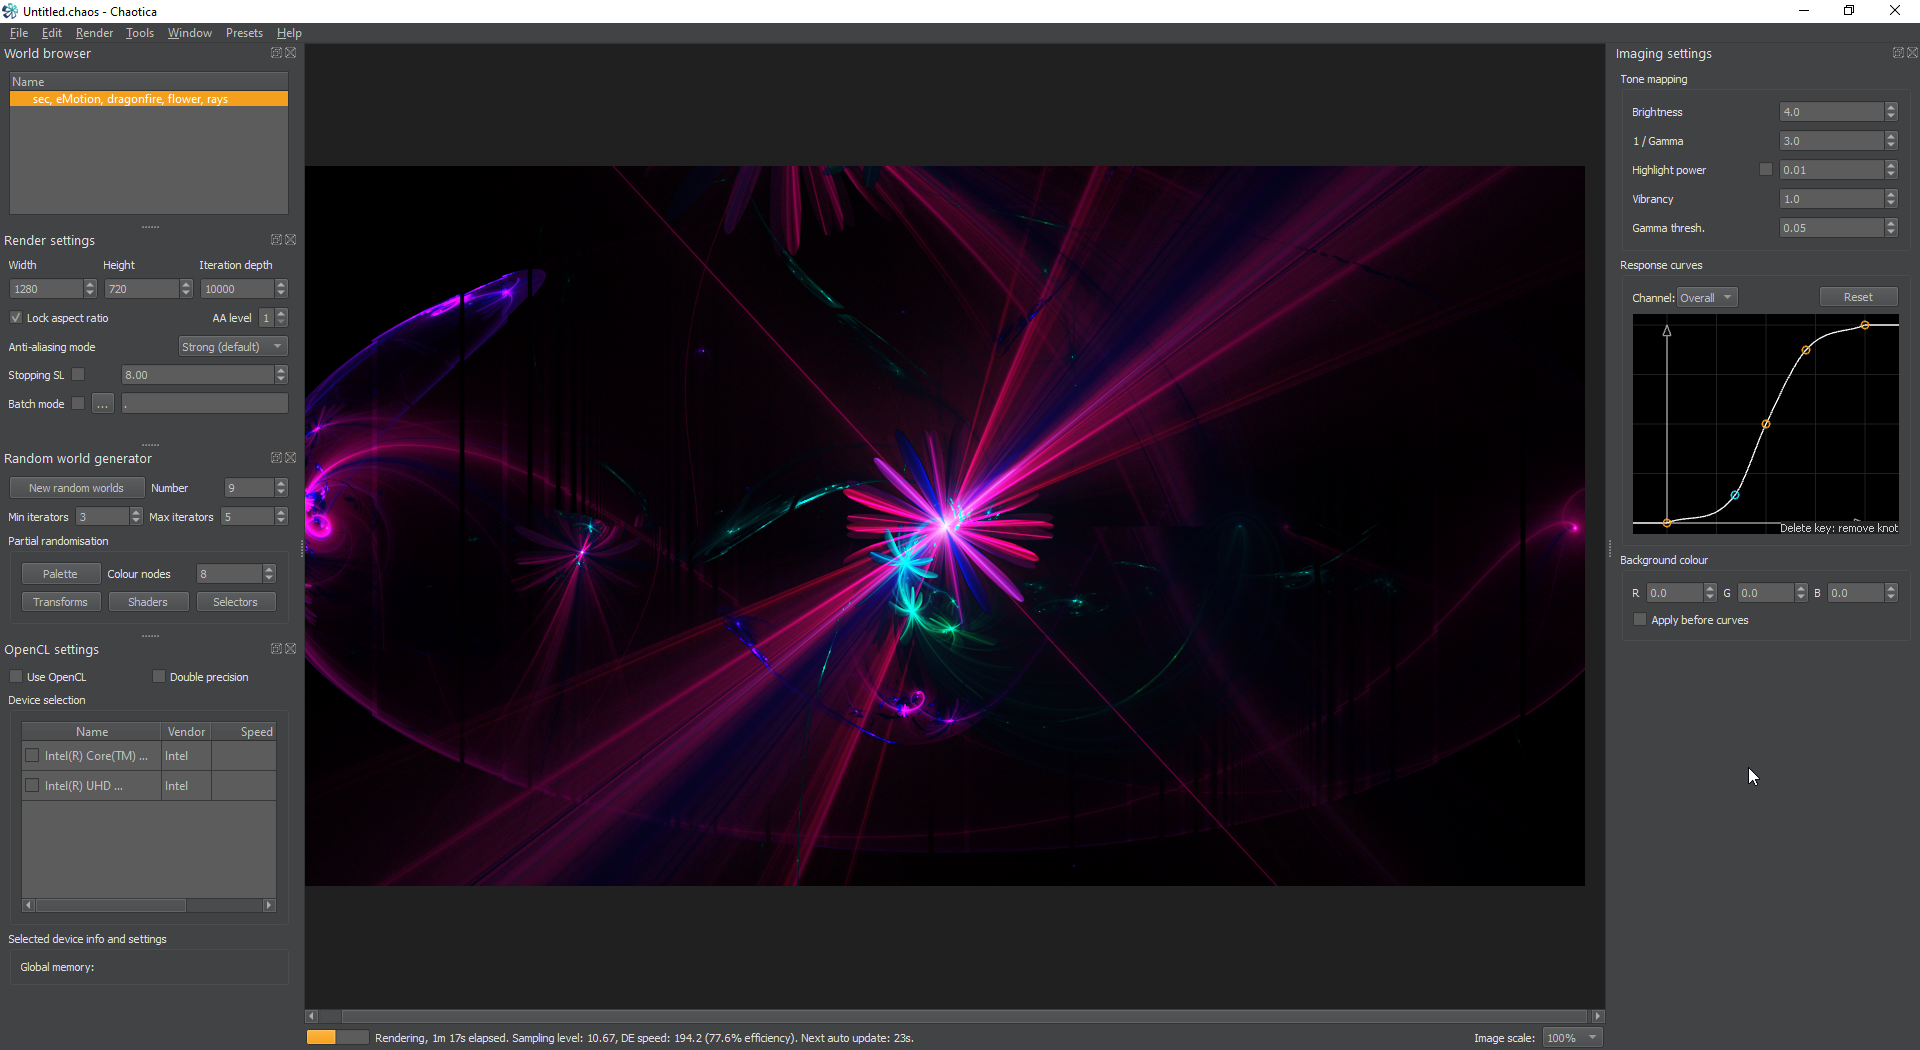 Untitled.chaos - Chaotica
File Edit Render Tools Window Presets Help
World browser
Name
sec, eMotion, dragonfire, flower, rays
Render settings
Width Height Iteration depth
1280 720 10000
Lock aspect ratio AA level 1
Anti-aliasing mode Strong (default)
Stopping SL 8.00
Batch mode ... .
Random world generator
New random worlds Number 9
Min iterators 3 Max iterators 5
Partial randomisation
Palette Colour nodes 8
Transforms Shaders Selectors
OpenCL settings
Use OpenCL Double precision
Device selection
Name Vendor Speed
Intel(R) Core(TM) ... Intel
Intel(R) UHD ... Intel
Selected device info and settings
Global memory:
Rendering, 1m 17s elapsed. Sampling level: 10.67, DE speed: 194.2 (77.6% efficiency). Next auto update: 23s.
Image scale: 100%
Imaging settings
Tone mapping
Brightness 4.0
1 / Gamma 3.0
Highlight power 0.01
Vibrancy 1.0
Gamma thresh. 0.05
Response curves
Channel: Overall Reset
Delete key: remove knot
Background colour
R 0.0 G 0.0 B 0.0
Apply before curves